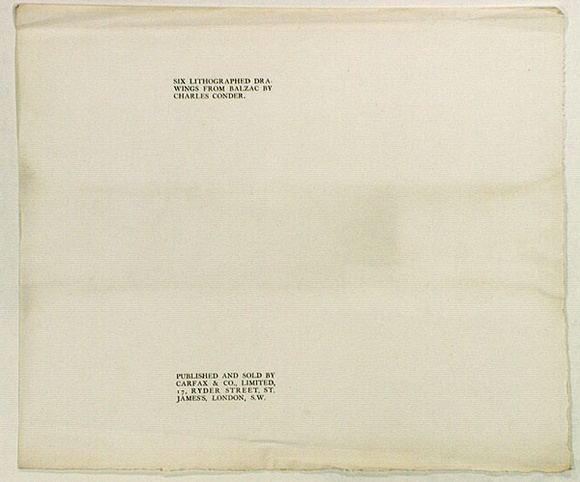 SIX LITHOGRAPHED DRA-
WINGS FROM BALZAC BY
CHARLES CONDER.
PUBLISHED AND SOLD BY
CARFAX & CO., LIMITED,
17, RYDER STREET, ST.
JAMES'S, LONDON, S.W.